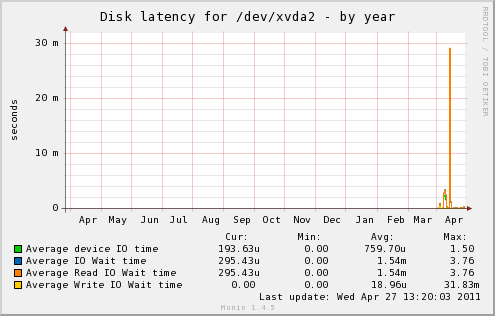 Disk latency for /dev/xvda2 - by year
RRDTOOL / TOBI OETIKER
seconds
30 m
20 m
10 m
0
Apr May Jun Jul Aug Sep Oct Nov Dec Jan Feb Mar Apr
Cur: Min: Avg: Max:
Average device IO time 193.63u 0.00 759.70u 1.50
Average IO Wait time 295.43u 0.00 1.54m 3.76
Average Read IO Wait time 295.43u 0.00 1.54m 3.76
Average Write IO Wait time 0.00 0.00 18.96u 31.83m
Last update: Wed Apr 27 13:20:03 2011
Munin 1.4.5